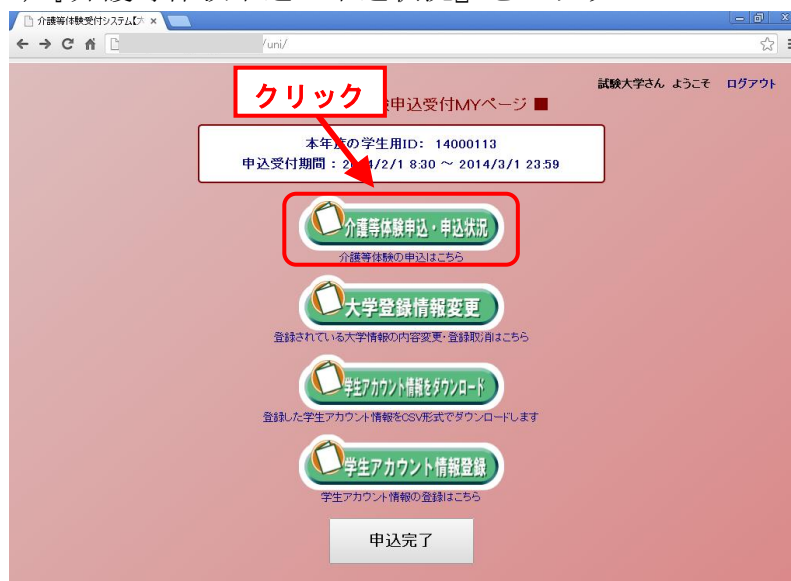 介護等体験受付システム【大
/uni/
試験大学さん ようこそ ログアウト
クリック
申込受付MYページ ■
本年度の学生用ID: 14000113
申込受付期間:2014/2/1 8:30 ～ 2014/3/1 23:59
介護等体験申込・申込状況
介護等体験の申込はこちら
大学登録情報変更
登録されている大学情報の内容変更・登録取消はこちら
学生アカウント情報をダウンロード
登録した学生アカウント情報をCSV形式でダウンロードします
学生アカウント情報登録
学生アカウント情報の登録はこちら
申込完了